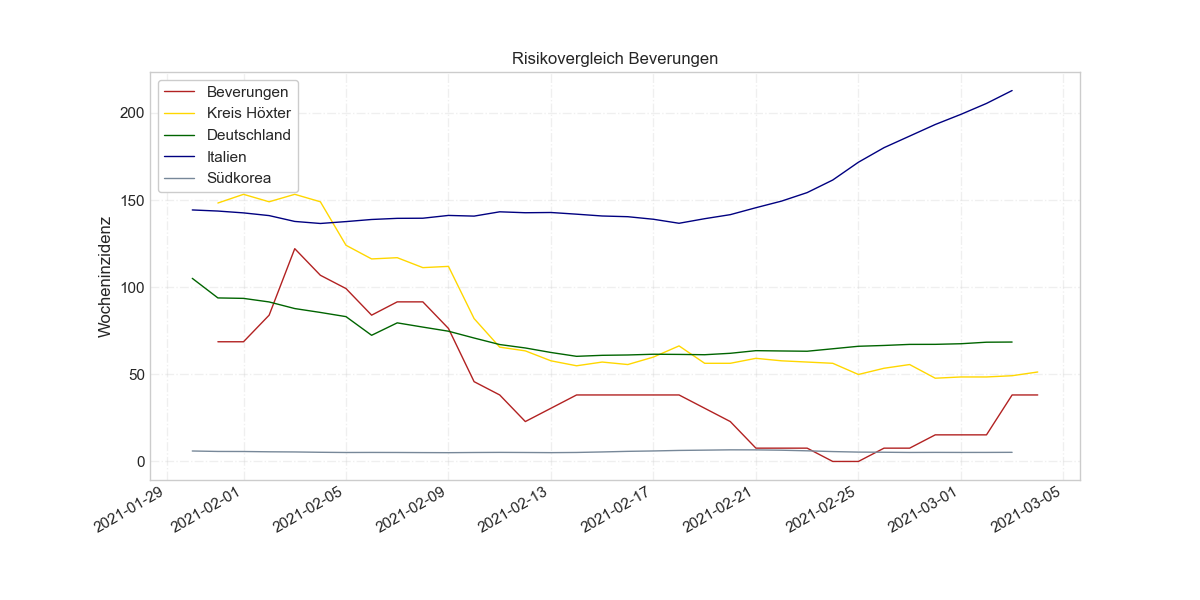 Risikovergleich Beverungen
Beverungen
Kreis Höxter
Deutschland
Italien
Südkorea
Wocheninzidenz
200
150
100
50
0
2021-01-29
2021-02-01
2021-02-05
2021-02-09
2021-02-13
2021-02-17
2021-02-21
2021-02-25
2021-03-01
2021-03-05